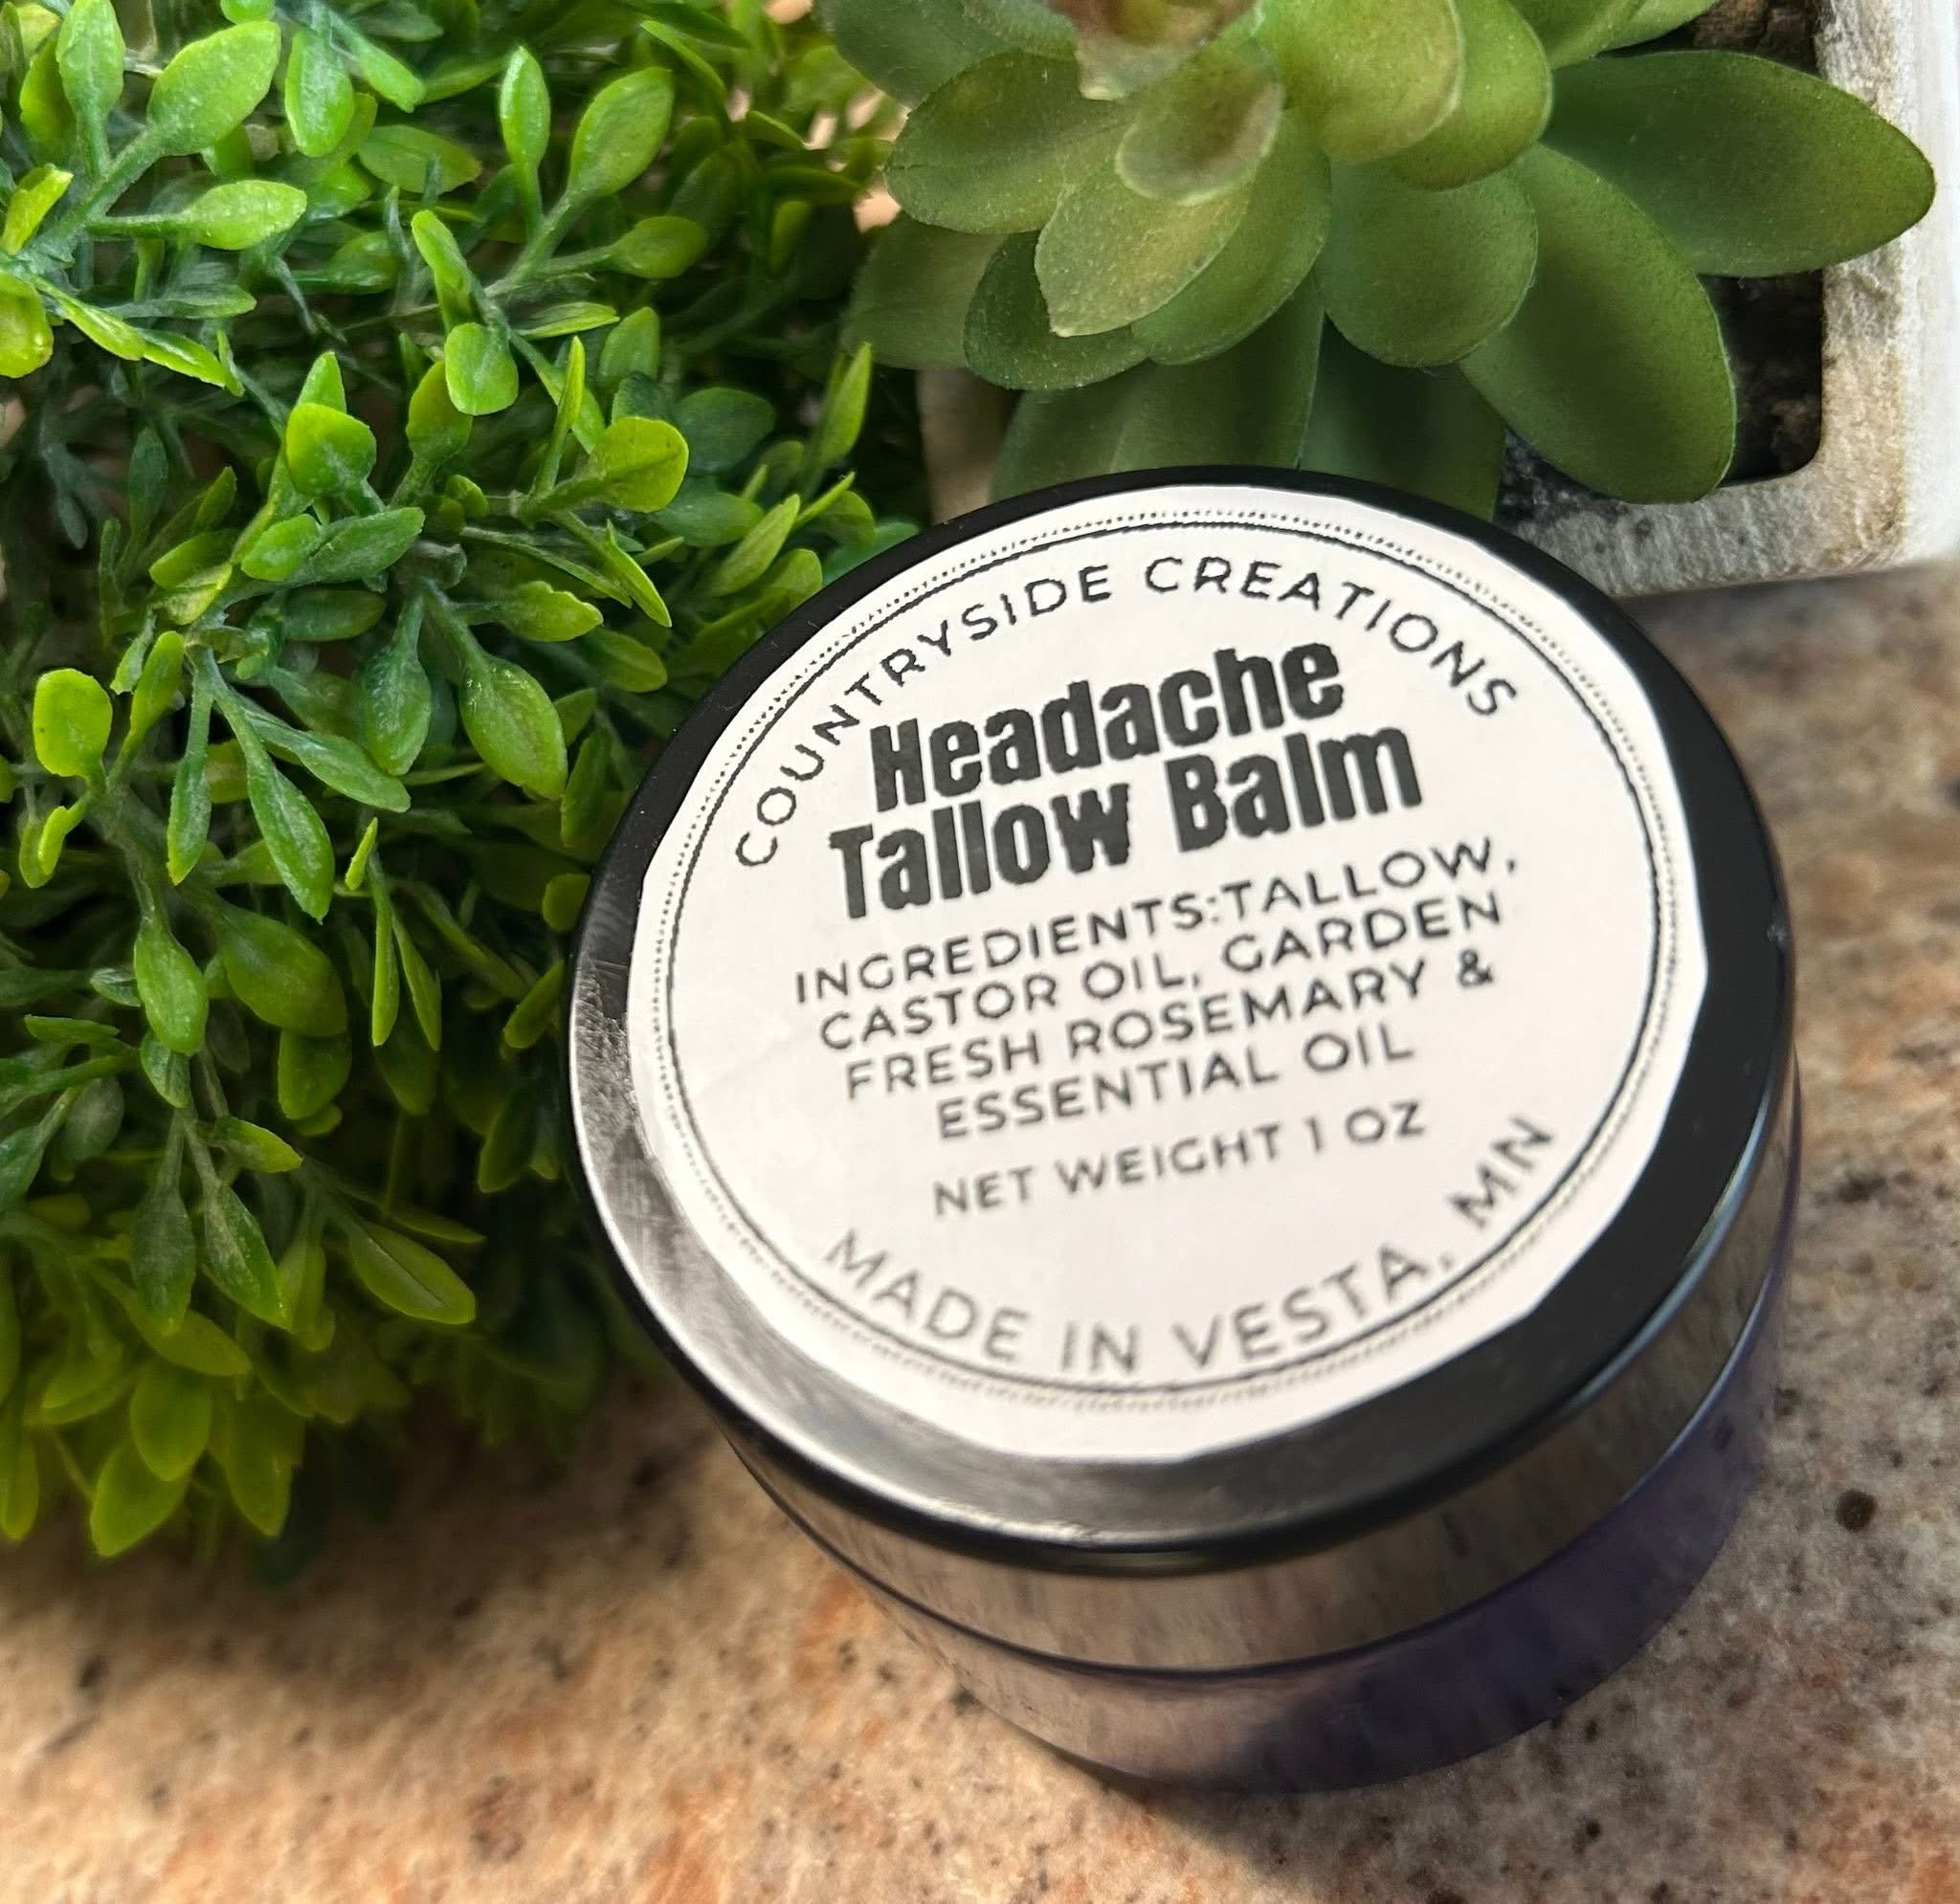 COUNTRYSIDE CREATIONS
Headache
Tallow Balm
INGREDIENTS:TALLOW,
CASTOR OIL, GARDEN
FRESH ROSEMARY &
ESSENTIAL OIL
NET WEIGHT 1 OZ
MADE IN VESTA, MN